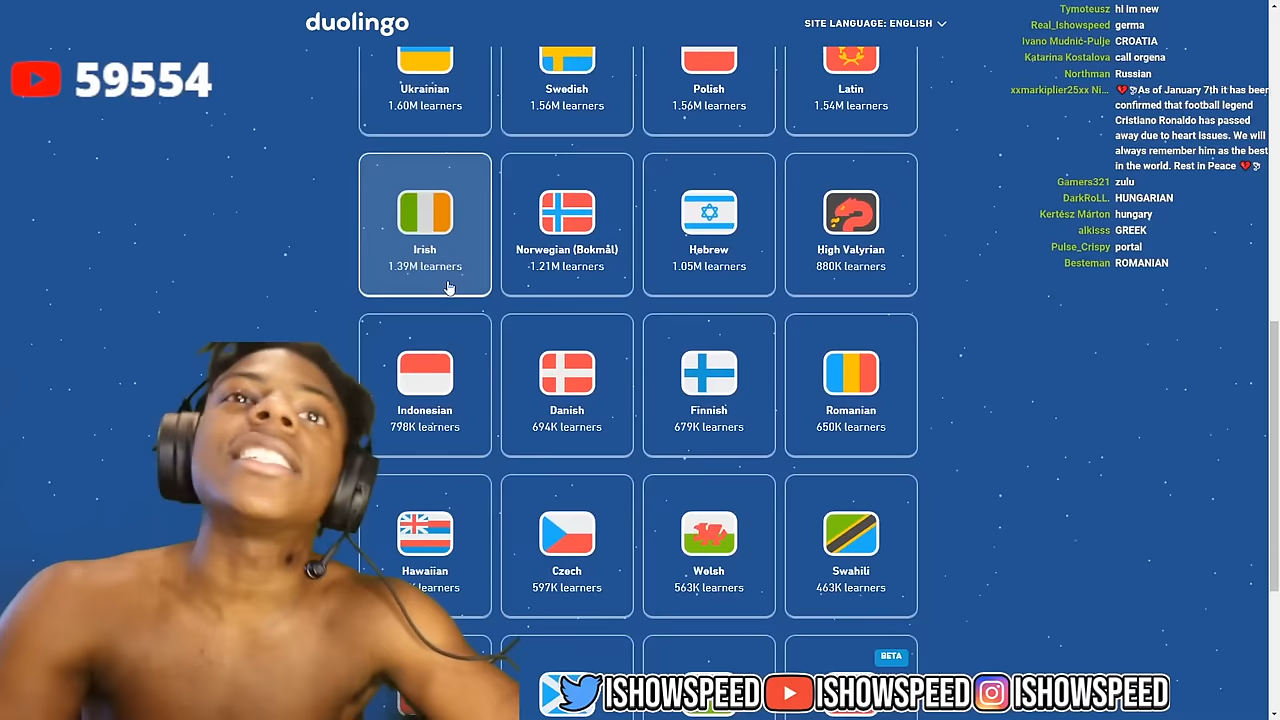 duolingo
SITE LANGUAGE: ENGLISH
59554
Ukrainian
1.60M learners
Swedish
1.56M learners
Polish
1.56M learners
Latin
1.54M learners
Irish
1.39M learners
Norwegian (Bokmål)
1.21M learners
Hebrew
1.05M learners
High Valyrian
880K learners
Indonesian
798K learners
Danish
694K learners
Finnish
679K learners
Romanian
650K learners
Hawaiian
learners
Czech
597K learners
Welsh
563K learners
Swahili
463K learners
BETA
Tymoteusz hI Im new
Real_Ishowspeed germa
Ivano Mudnić-Pulje CROATIA
Katarina Kostalova call orgena
Northman Russian
xxmarkiplier25xx Ni... 💔🕊As of January 7th it has been
confirmed that football legend
Cristiano Ronaldo has passed
away due to heart issues. We will
always remember him as the best
in the world. Rest in Peace 💔🕊
Gamers321 zulu
DarkRoLL. HUNGARIAN
Kertész Márton hungary
alkisss GREEK
Pulse_Crispy portal
Besteman ROMANIAN
ISHOWSPEED ISHOWSPEED ISHOWSPEED